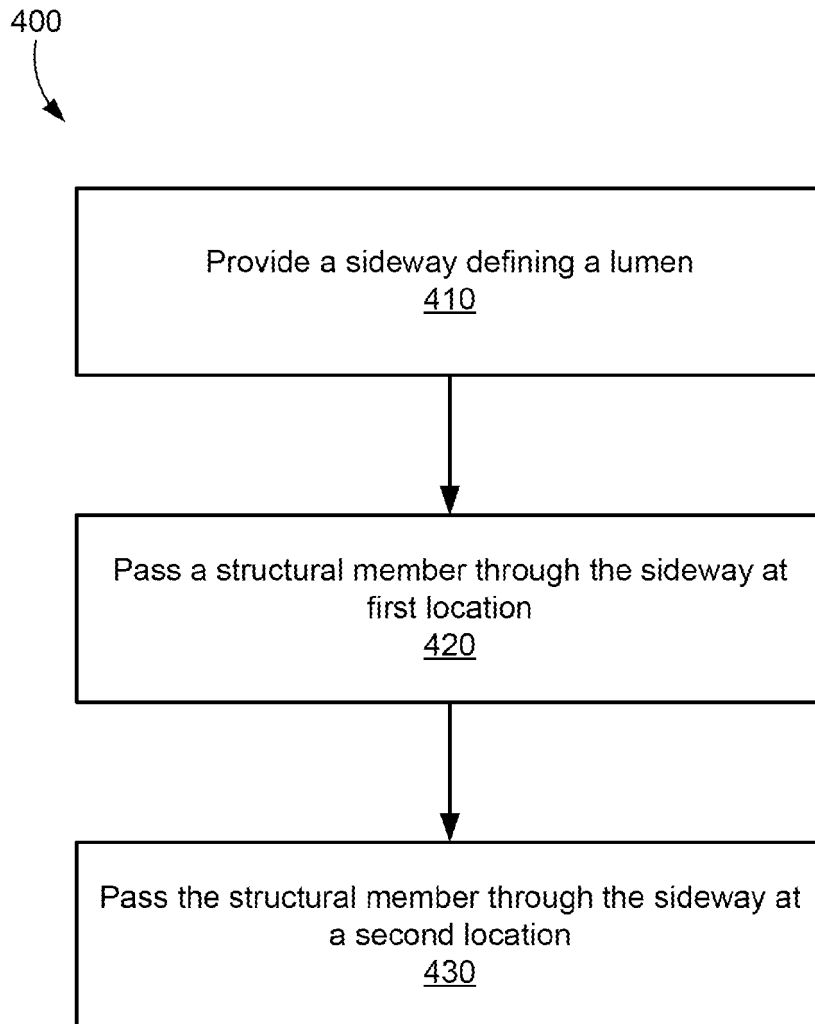 400
Provide a sideway defining a lumen
410
Pass a structural member through the sideway at
first location
420
Pass the structural member through the sideway at
a second location
430